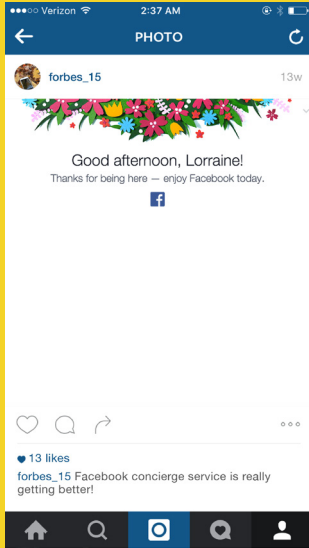 Verizon 2:37 AM
PHOTO
forbes_15 13w
Good afternoon, Lorraine!
Thanks for being here — enjoy Facebook today.
f
13 likes
forbes_15 Facebook concierge service is really
getting better!